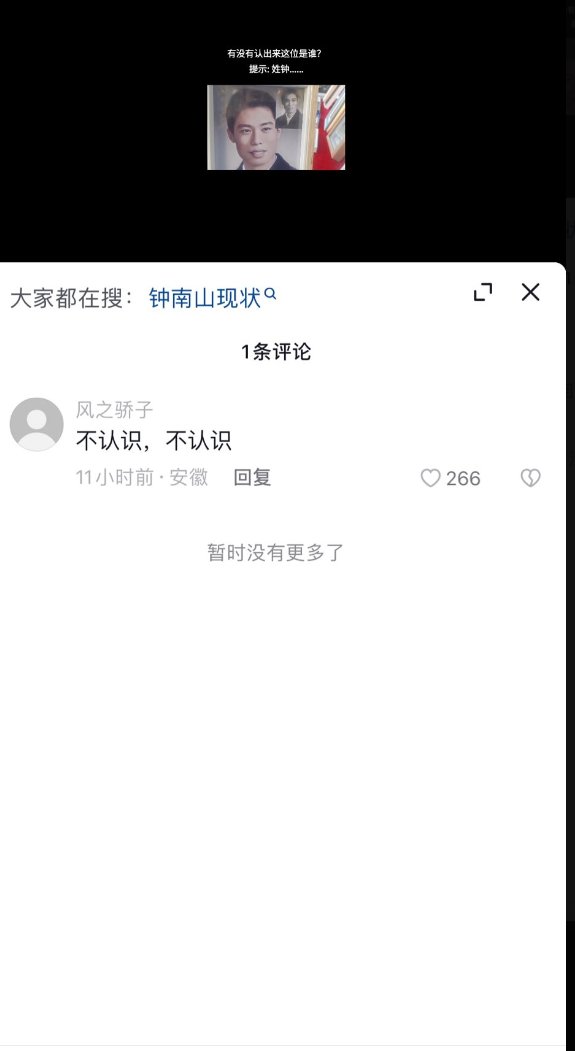 有没有认出来这位是谁?
提示: 姓钟......
大家都在搜: 钟南山现状
1条评论
风之骄子
不认识，不认识
11小时前 · 安徽 回复 266
暂时没有更多了